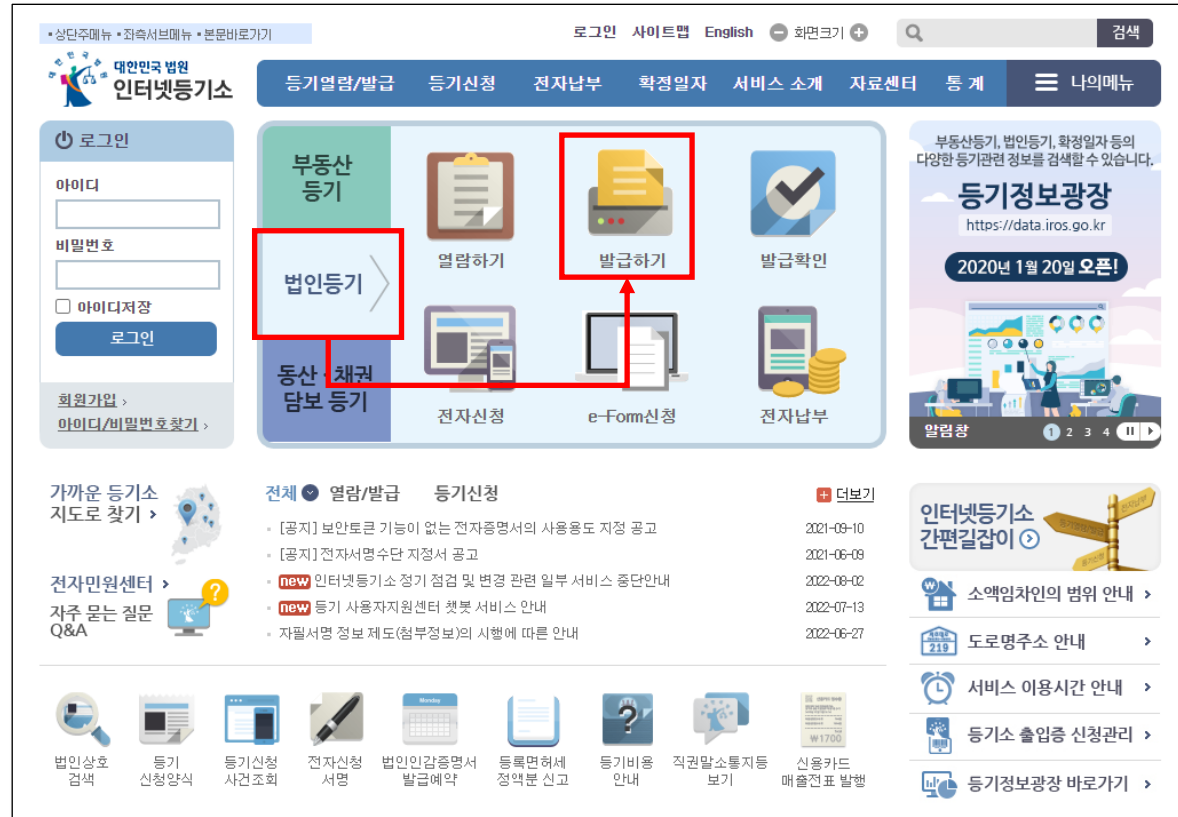 ▪상단주메뉴 ▪좌측서브메뉴 ▪본문바로가기
로그인 사이트맵 English 화면크기
검색
대한민국 법원
인터넷등기소
등기열람/발급 등기신청 전자납부 확정일자 서비스 소개 자료센터 통 계 나의메뉴
로그인
아이디
비밀번호
아이디저장
로그인
회원가입 ›
아이디/비밀번호찾기 ›
부동산
등기
법인등기
동산·채권
담보 등기
열람하기
발급하기
발급확인
전자신청
e-Form신청
전자납부
부동산등기, 법인등기, 확정일자 등의
다양한 등기관련 정보를 검색할 수 있습니다.
등기정보광장
https://data.iros.go.kr
2020년 1월 20일 오픈!
알림창 1 2 3 4
가까운 등기소
지도로 찾기 ›
전자민원센터 ›
자주 묻는 질문
Q&A
전체 열람/발급 등기신청 더보기
[공지] 보안토큰 기능이 없는 전자증명서의 사용용도 지정 공고 2021-09-10
[공지] 전자서명수단 지정서 공고 2021-06-09
new 인터넷등기소 정기 점검 및 변경 관련 일부 서비스 중단안내 2022-08-02
new 등기 사용자지원센터 챗봇 서비스 안내 2022-07-13
자필서명 정보 제도(첨부정보)의 시행에 따른 안내 2022-06-27
인터넷등기소
간편길잡이
소액임차인의 범위 안내 ›
219
도로명주소 안내 ›
서비스 이용시간 안내 ›
등기소 출입증 신청관리 ›
등기정보광장 바로가기 ›
Monday
₩1700
법인상호
검색
등기
신청양식
등기신청
사건조회
전자신청
서명
법인인감증명서
발급예약
등록면허세
정액분 신고
등기비용
안내
직권말소통지등
보기
신용카드
매출전표 발행